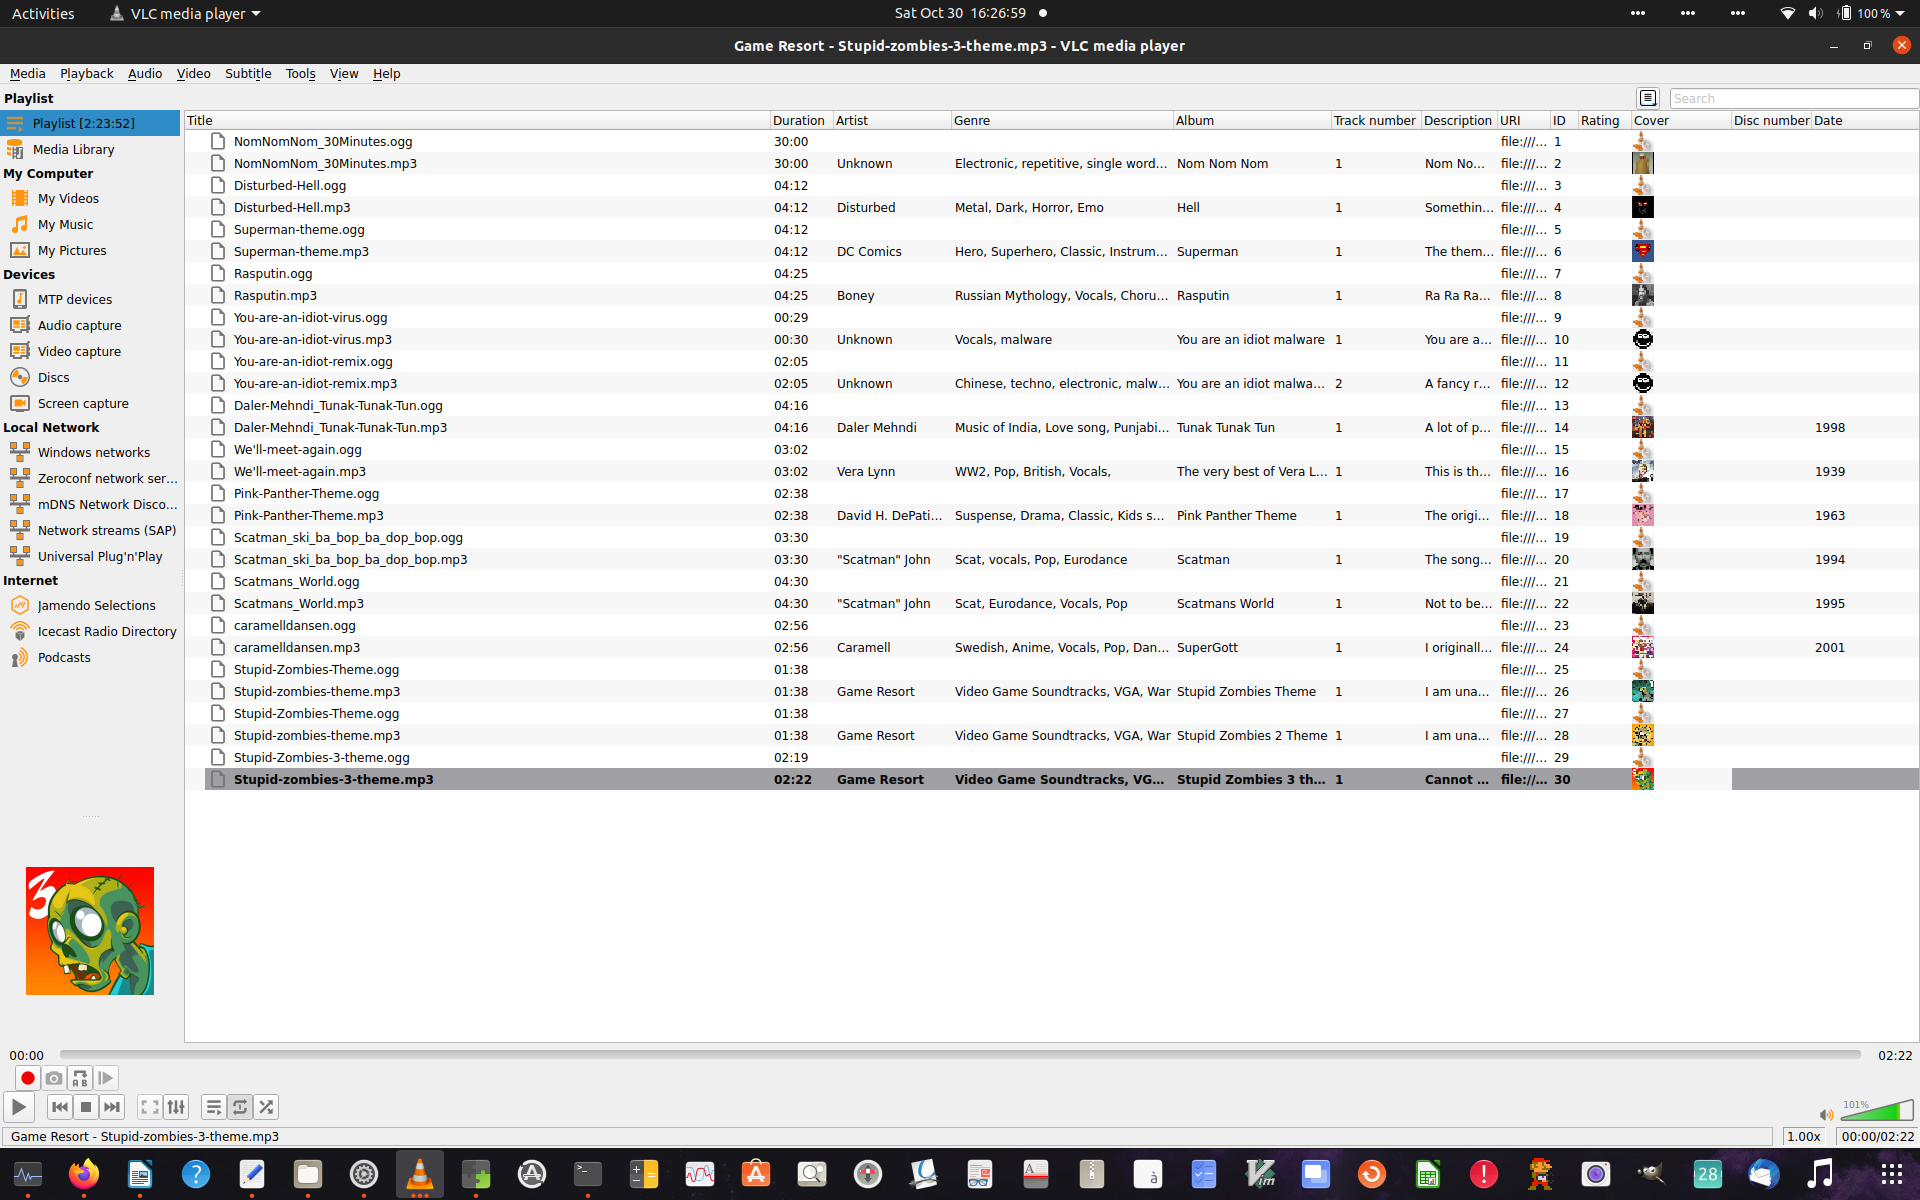 Activities VLC media player Sat Oct 30 16:26:59 100 %
Game Resort - Stupid-zombies-3-theme.mp3 - VLC media player
Media Playback Audio Video Subtitle Tools View Help
Playlist
Search
Playlist [2:23:52]
Media Library
My Computer
My Videos
My Music
My Pictures
Devices
MTP devices
Audio capture
Video capture
Discs
Screen capture
Local Network
Windows networks
Zeroconf network ser...
mDNS Network Disco...
Network streams (SAP)
Universal Plug'n'Play
Internet
Jamendo Selections
Icecast Radio Directory
Podcasts
Title Duration Artist Genre Album Track number Description URI ID Rating Cover Disc number Date
NomNomNom_30Minutes.ogg 30:00 file:///... 1
NomNomNom_30Minutes.mp3 30:00 Unknown Electronic, repetitive, single word... Nom Nom Nom 1 Nom No... file:///... 2
Disturbed-Hell.ogg 04:12 file:///... 3
Disturbed-Hell.mp3 04:12 Disturbed Metal, Dark, Horror, Emo Hell 1 Somethin... file:///... 4
Superman-theme.ogg 04:12 file:///... 5
Superman-theme.mp3 04:12 DC Comics Hero, Superhero, Classic, Instrum... Superman 1 The them... file:///... 6
Rasputin.ogg 04:25 file:///... 7
Rasputin.mp3 04:25 Boney Russian Mythology, Vocals, Choru... Rasputin 1 Ra Ra Ra... file:///... 8
You-are-an-idiot-virus.ogg 00:29 file:///... 9
You-are-an-idiot-virus.mp3 00:30 Unknown Vocals, malware You are an idiot malware 1 You are a... file:///... 10
You-are-an-idiot-remix.ogg 02:05 file:///... 11
You-are-an-idiot-remix.mp3 02:05 Unknown Chinese, techno, electronic, malw... You are an idiot malwa... 2 A fancy r... file:///... 12
Daler-Mehndi_Tunak-Tunak-Tun.ogg 04:16 file:///... 13
Daler-Mehndi_Tunak-Tunak-Tun.mp3 04:16 Daler Mehndi Music of India, Love song, Punjabi... Tunak Tunak Tun 1 A lot of p... file:///... 14 1998
We'll-meet-again.ogg 03:02 file:///... 15
We'll-meet-again.mp3 03:02 Vera Lynn WW2, Pop, British, Vocals, The very best of Vera L... 1 This is th... file:///... 16 1939
Pink-Panther-Theme.ogg 02:38 file:///... 17
Pink-Panther-Theme.mp3 02:38 David H. DePati... Suspense, Drama, Classic, Kids s... Pink Panther Theme 1 The origi... file:///... 18 1963
Scatman_ski_ba_bop_ba_dop_bop.ogg 03:30 file:///... 19
Scatman_ski_ba_bop_ba_dop_bop.mp3 03:30 "Scatman" John Scat, vocals, Pop, Eurodance Scatman 1 The song... file:///... 20 1994
Scatmans_World.ogg 04:30 file:///... 21
Scatmans_World.mp3 04:30 "Scatman" John Scat, Eurodance, Vocals, Pop Scatmans World 1 Not to be... file:///... 22 1995
caramelldansen.ogg 02:56 file:///... 23
caramelldansen.mp3 02:56 Caramell Swedish, Anime, Vocals, Pop, Dan... SuperGott 1 I originall... file:///... 24 2001
Stupid-Zombies-Theme.ogg 01:38 file:///... 25
Stupid-zombies-theme.mp3 01:38 Game Resort Video Game Soundtracks, VGA, War Stupid Zombies Theme 1 I am una... file:///... 26
Stupid-Zombies-Theme.ogg 01:38 file:///... 27
Stupid-zombies-theme.mp3 01:38 Game Resort Video Game Soundtracks, VGA, War Stupid Zombies 2 Theme 1 I am una... file:///... 28
Stupid-Zombies-3-theme.ogg 02:19 file:///... 29
Stupid-zombies-3-theme.mp3 02:22 Game Resort Video Game Soundtracks, VG... Stupid Zombies 3 th... 1 Cannot ... file://... 30
3
00:00 02:22
A B
101%
Game Resort - Stupid-zombies-3-theme.mp3 1.00x 00:00/02:22
? >_ A à Vim 28